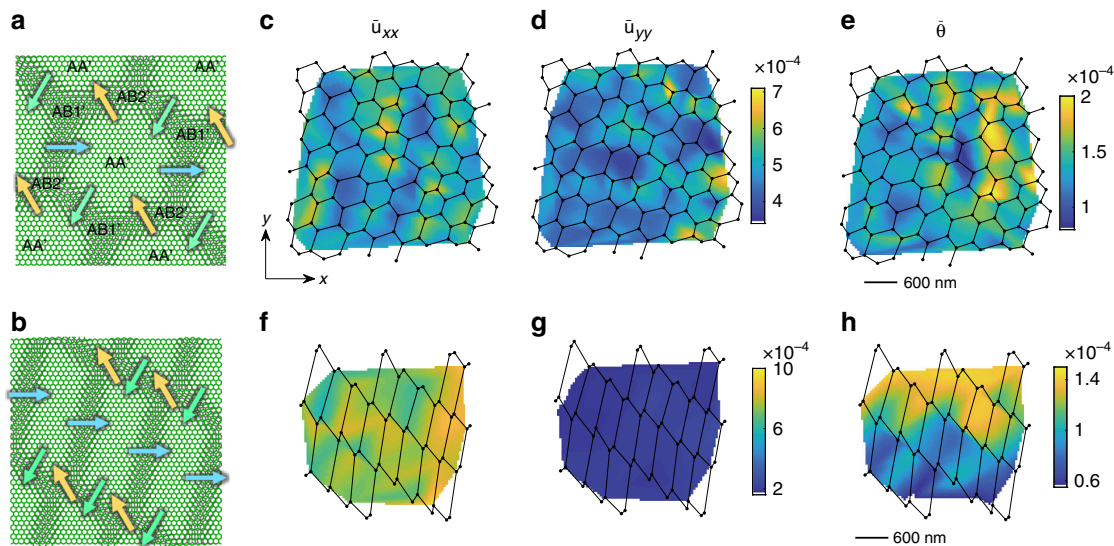 a
AA' AA'
AB2'
AB1' AB1'
AA'
AB2' AB2'
AB1'
AA' AA'
b
c
ūxx
y
x
d
ūyy
×10⁻⁴
7
6
5
4
e
θ̄
×10⁻⁴
2
1.5
1
600 nm
f
g
×10⁻⁴
10
6
2
h
×10⁻⁴
1.4
1
0.6
600 nm